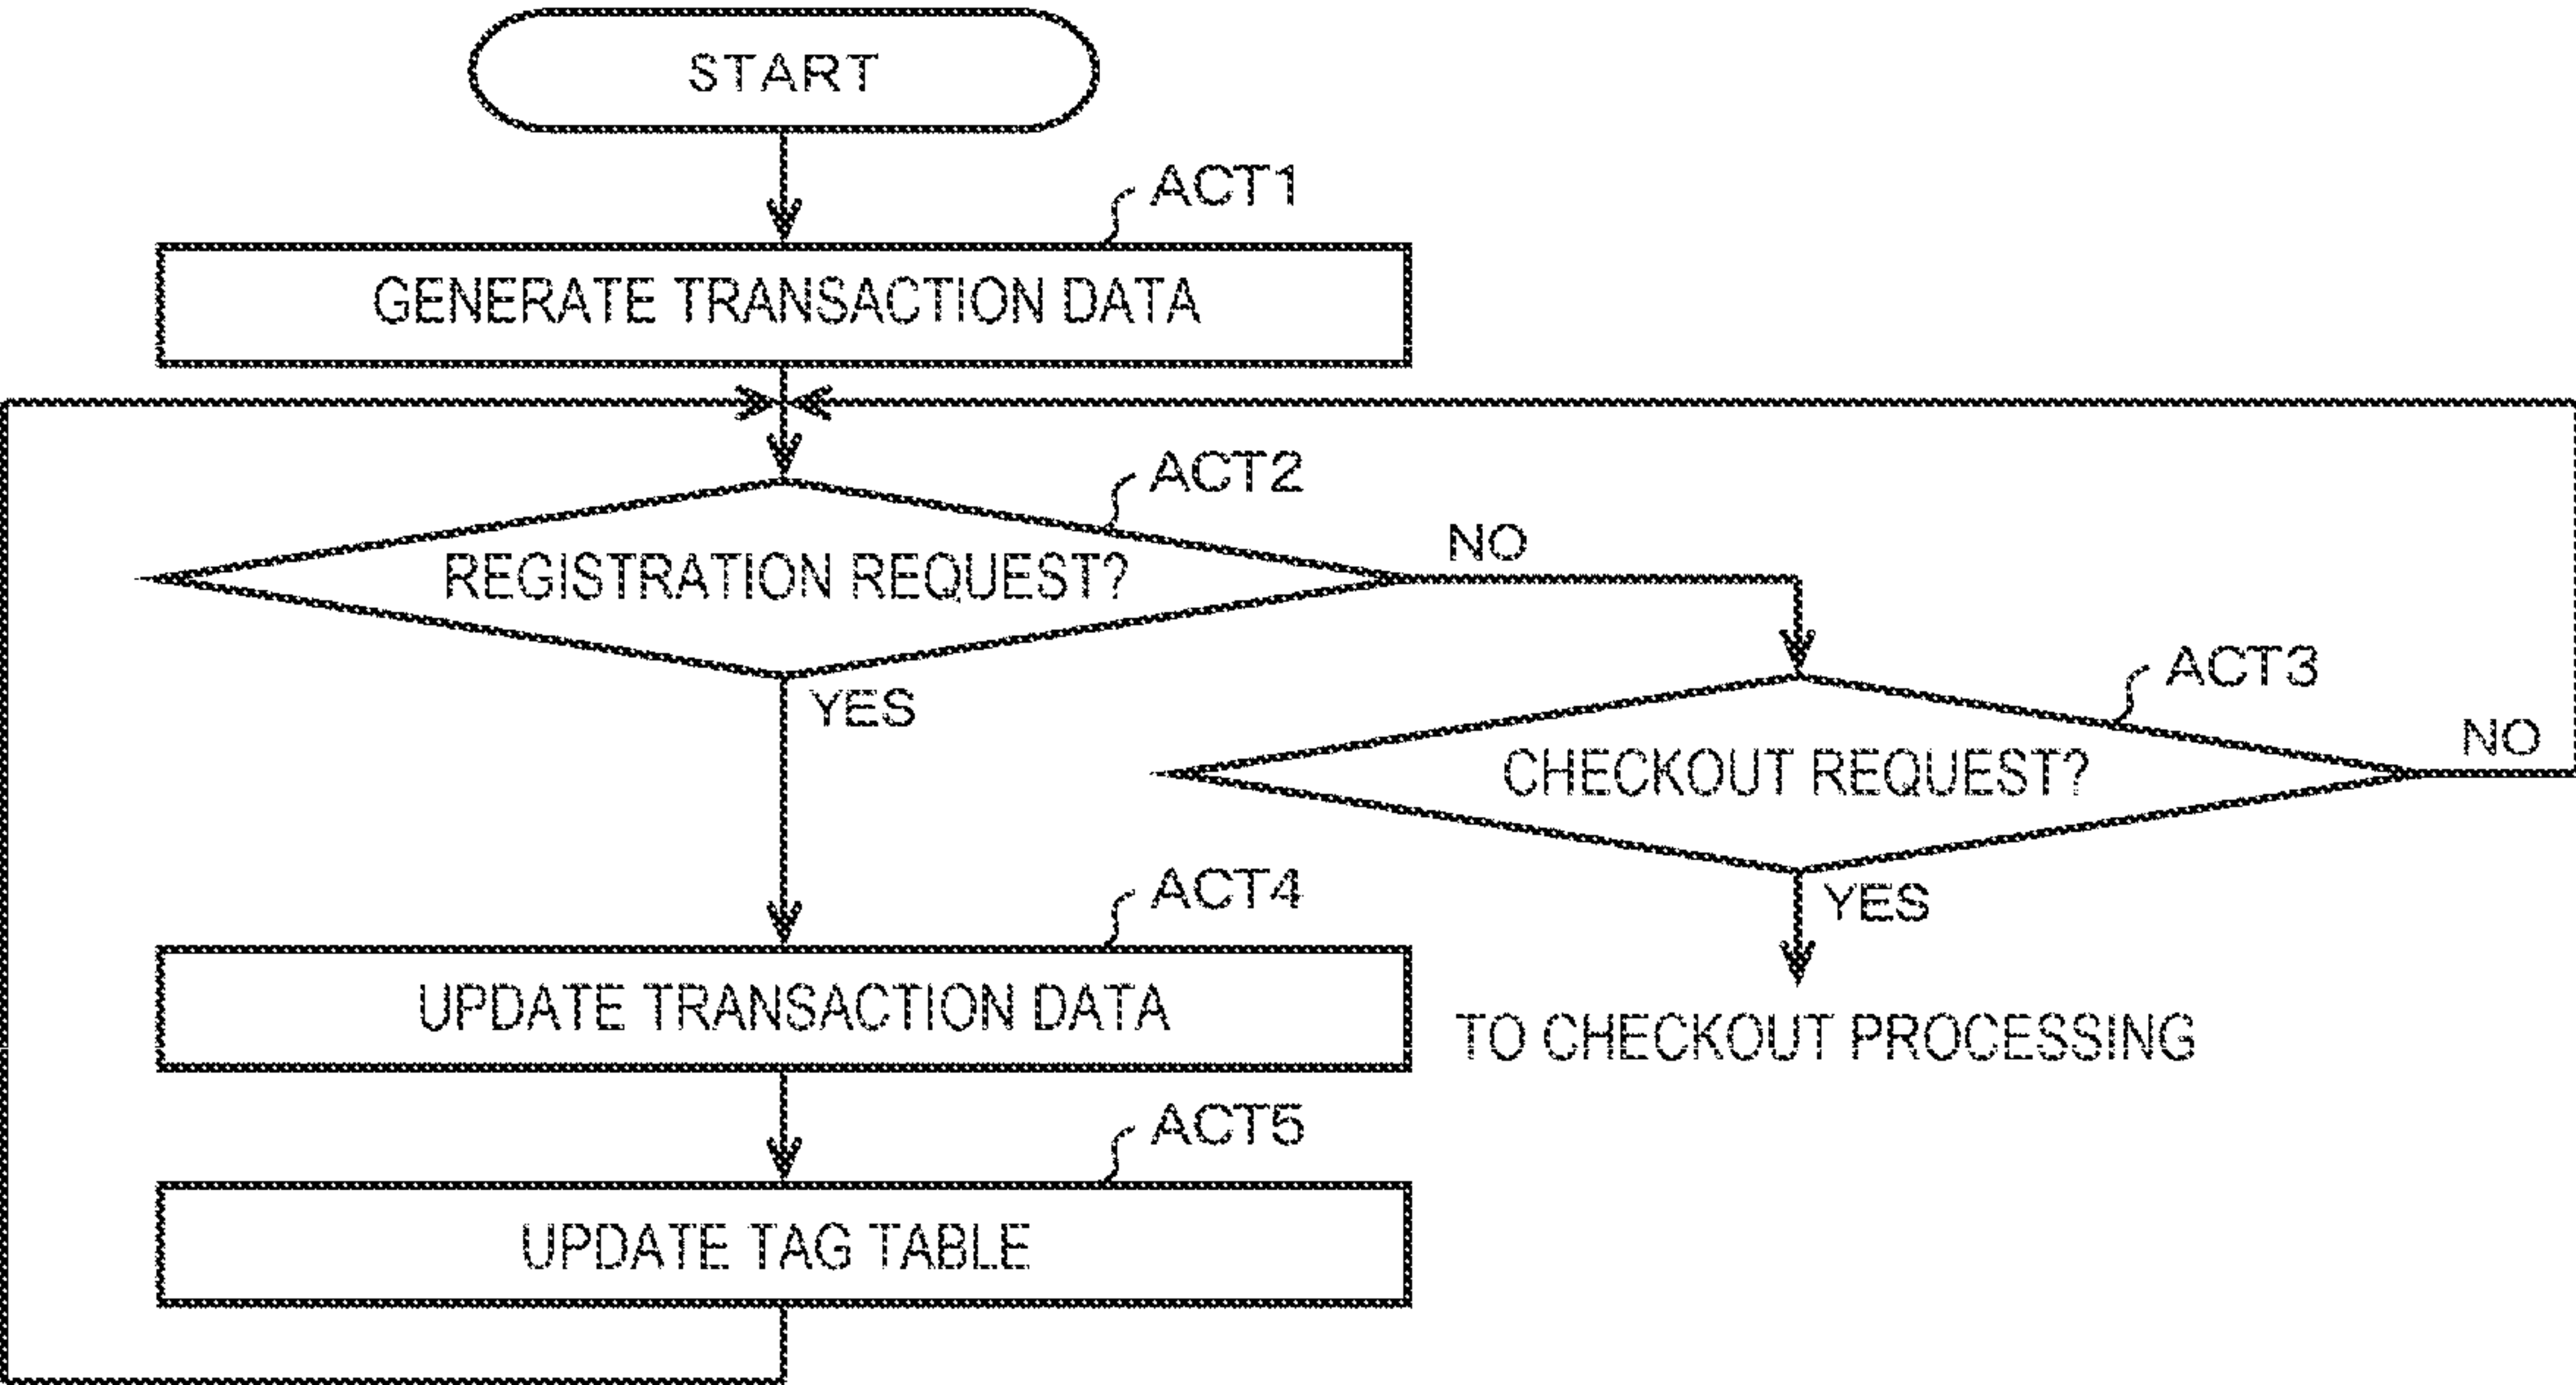 START
ACT1
GENERATE TRANSACTION DATA
ACT2
REGISTRATION REQUEST?
NO
YES
ACT3
CHECKOUT REQUEST?
NO
YES
TO CHECKOUT PROCESSING
ACT4
UPDATE TRANSACTION DATA
ACT5
UPDATE TAG TABLE